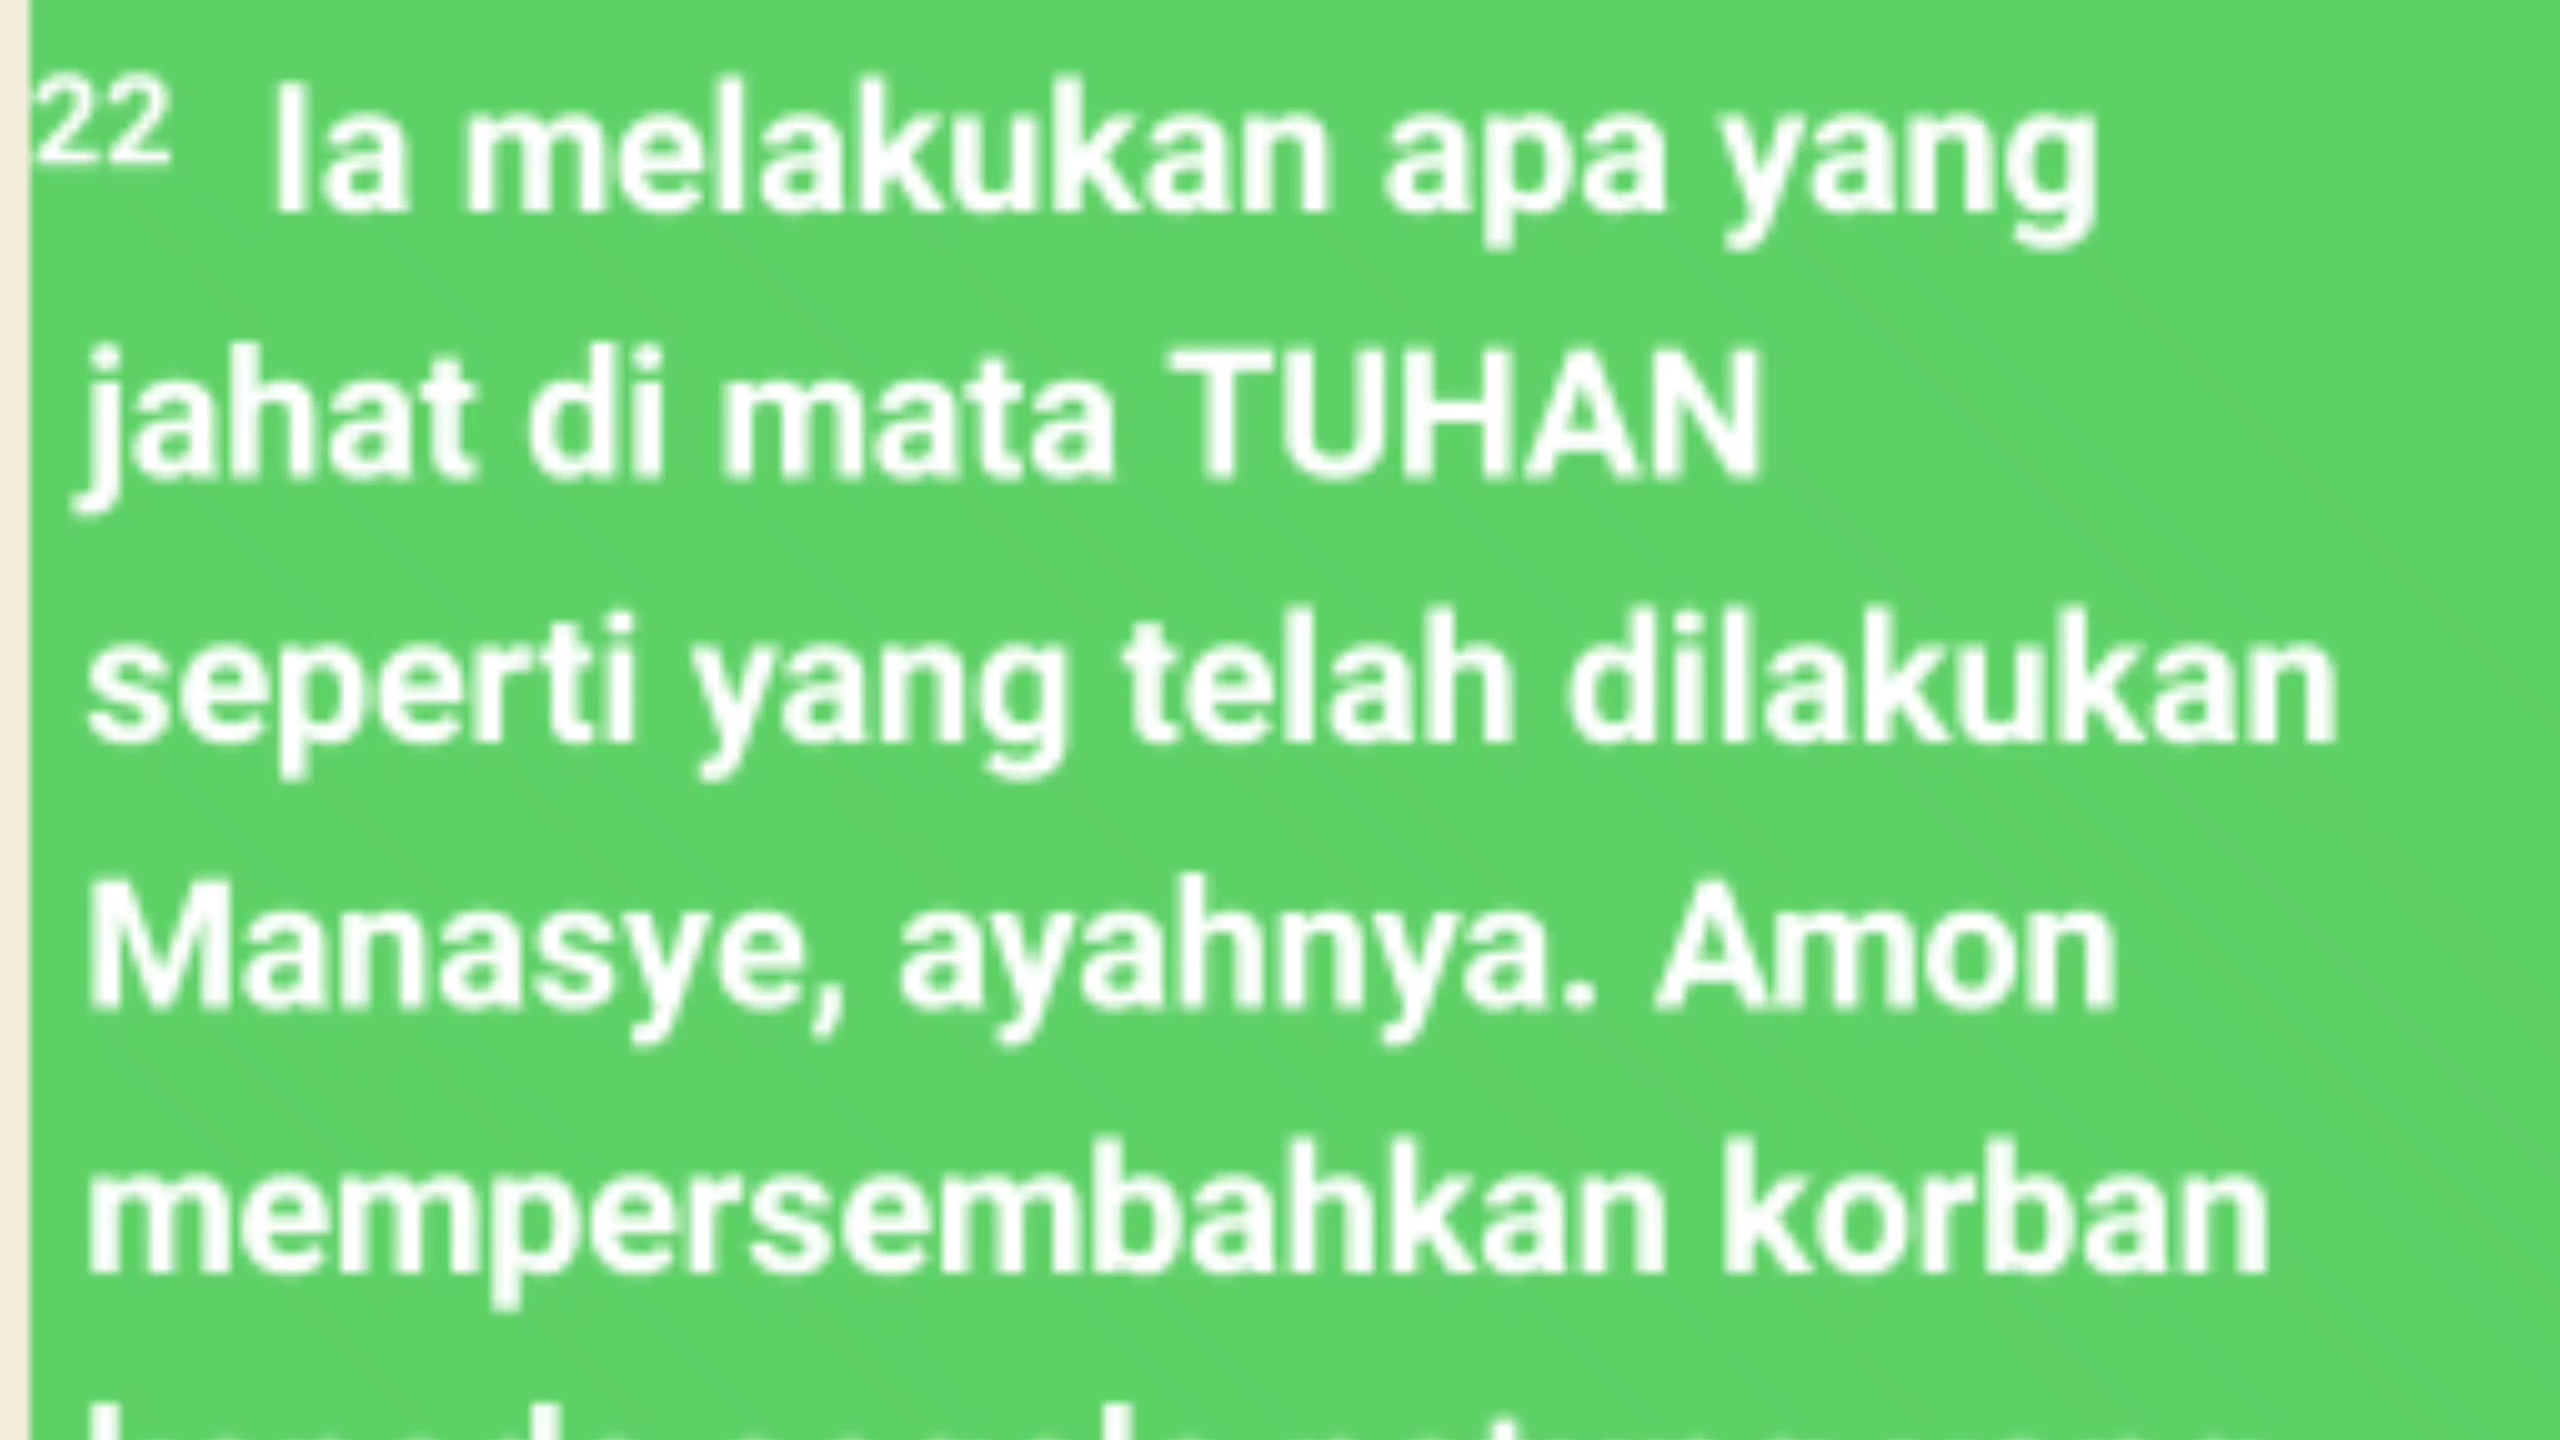 22 Ia melakukan apa yang
jahat di mata TUHAN
seperti yang telah dilakukan
Manasye, ayahnya. Amon
mempersembahkan korban